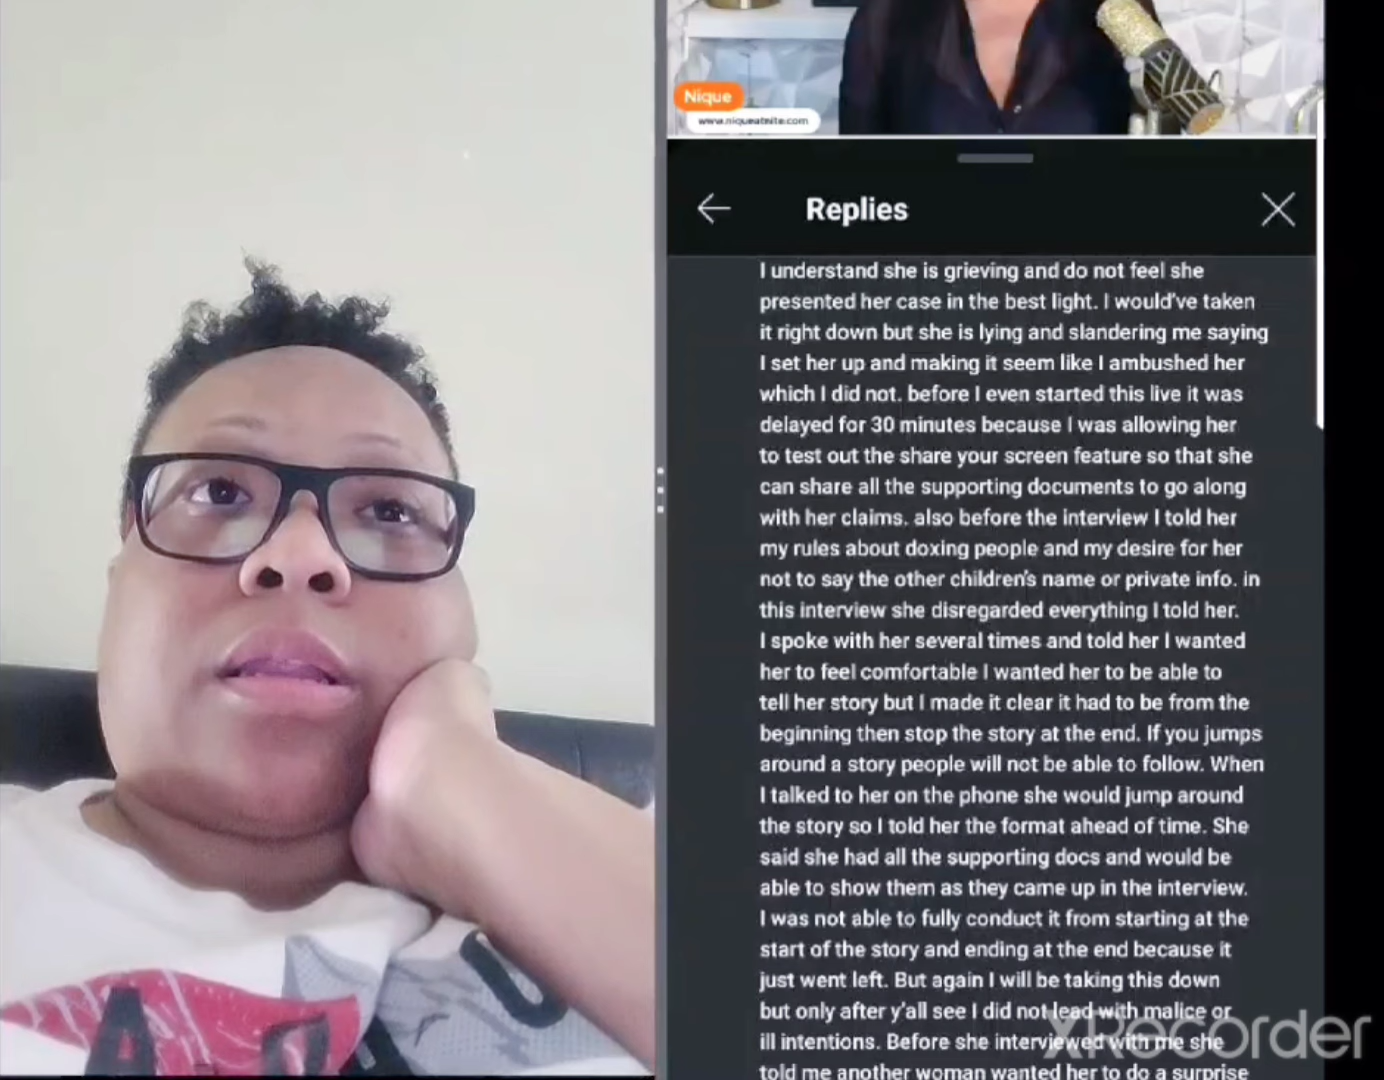 Nique
www.niqueatnite.com
Replies
I understand she is grieving and do not feel she
presented her case in the best light. I would've taken
it right down but she is lying and slandering me saying
I set her up and making it seem like I ambushed her
which I did not. before I even started this live it was
delayed for 30 minutes because I was allowing her
to test out the share your screen feature so that she
can share all the supporting documents to go along
with her claims. also before the interview I told her
my rules about doxing people and my desire for her
not to say the other children's name or private info. in
this interview she disregarded everything I told her.
I spoke with her several times and told her I wanted
her to feel comfortable I wanted her to be able to
tell her story but I made it clear it had to be from the
beginning then stop the story at the end. If you jumps
around a story people will not be able to follow. When
I talked to her on the phone she would jump around
the story so I told her the format ahead of time. She
said she had all the supporting docs and would be
able to show them as they came up in the interview.
I was not able to fully conduct it from starting at the
start of the story and ending at the end because it
just went left. But again I will be taking this down
but only after y'all see I did not lead with malice or
ill intentions. Before she interviewed with me she
told me another woman wanted her to do a surprise
XRecorder